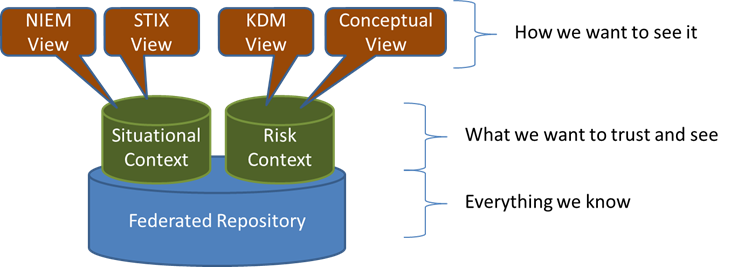 NIEM
View
STIX
View
KDM
View
Conceptual
View
How we want to see it
Situational
Context
Risk
Context
What we want to trust and see
Federated Repository
Everything we know